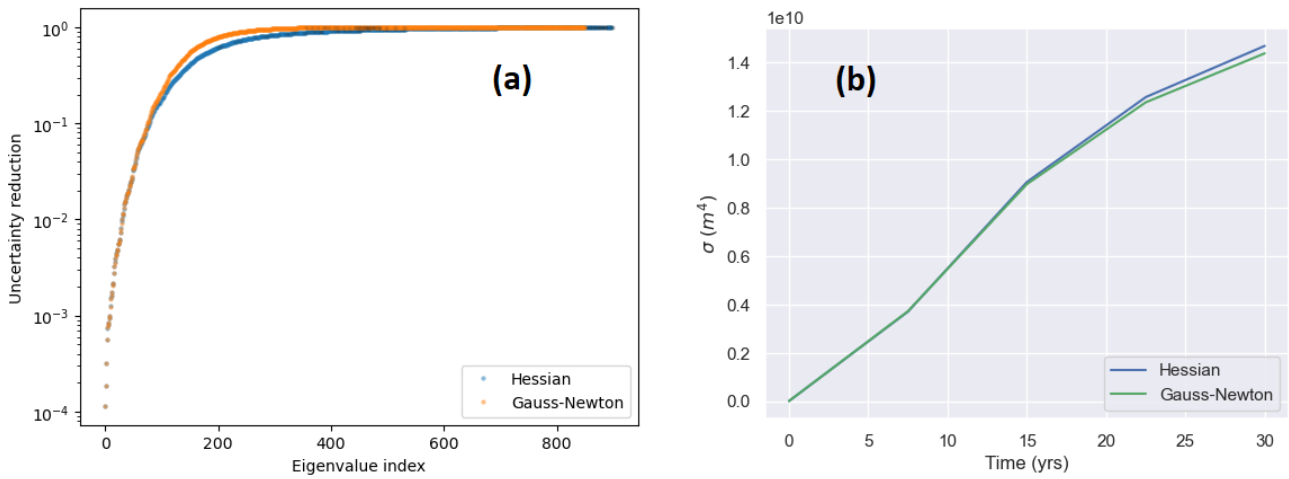 (a)
Uncertainty reduction
10^0
10^-1
10^-2
10^-3
10^-4
0 200 400 600 800
Eigenvalue index
Hessian
Gauss-Newton
1e10
(b)
σ (m^4)
1.4
1.2
1.0
0.8
0.6
0.4
0.2
0.0
0 5 10 15 20 25 30
Time (yrs)
Hessian
Gauss-Newton